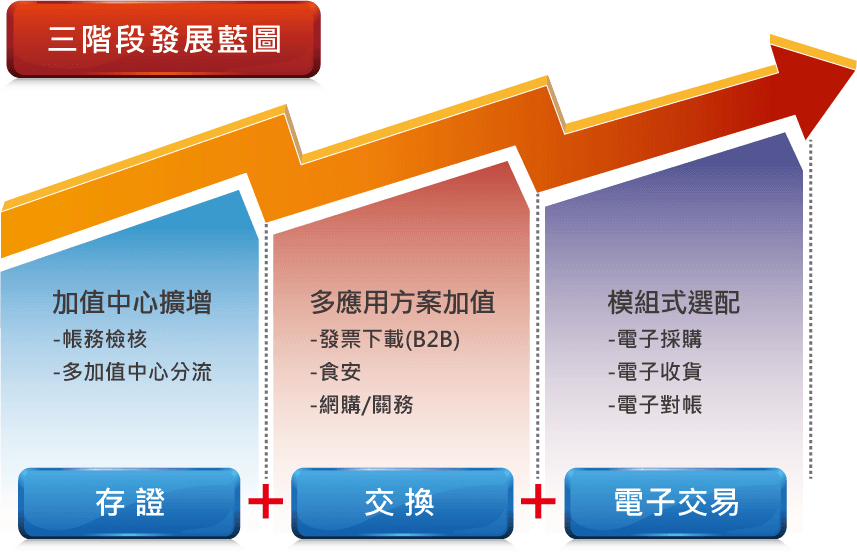 三階段發展藍圖
加值中心擴增
-帳務檢核
-多加值中心分流
多應用方案加值
-發票下載(B2B)
-食安
-網購/關務
模組式選配
-電子採購
-電子收貨
-電子對帳
存證
+
交換
+
電子交易